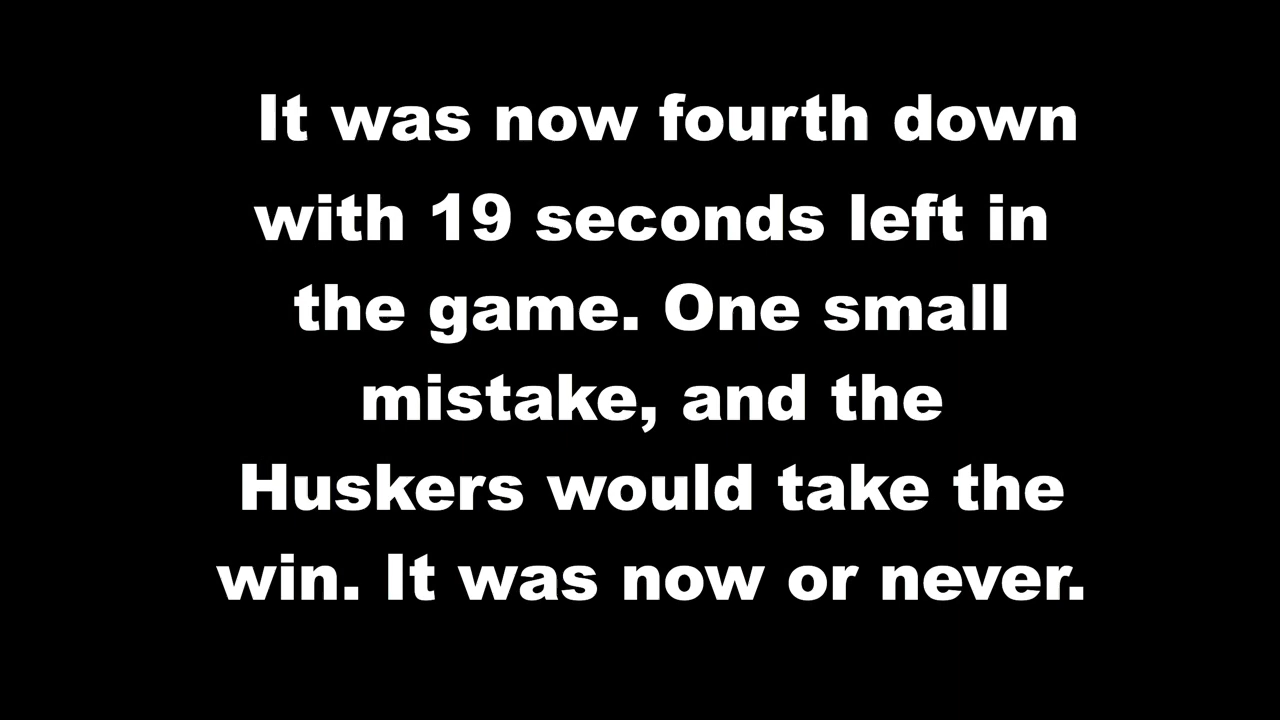 It was now fourth down
with 19 seconds left in
the game. One small
mistake, and the
Huskers would take the
win. It was now or never.